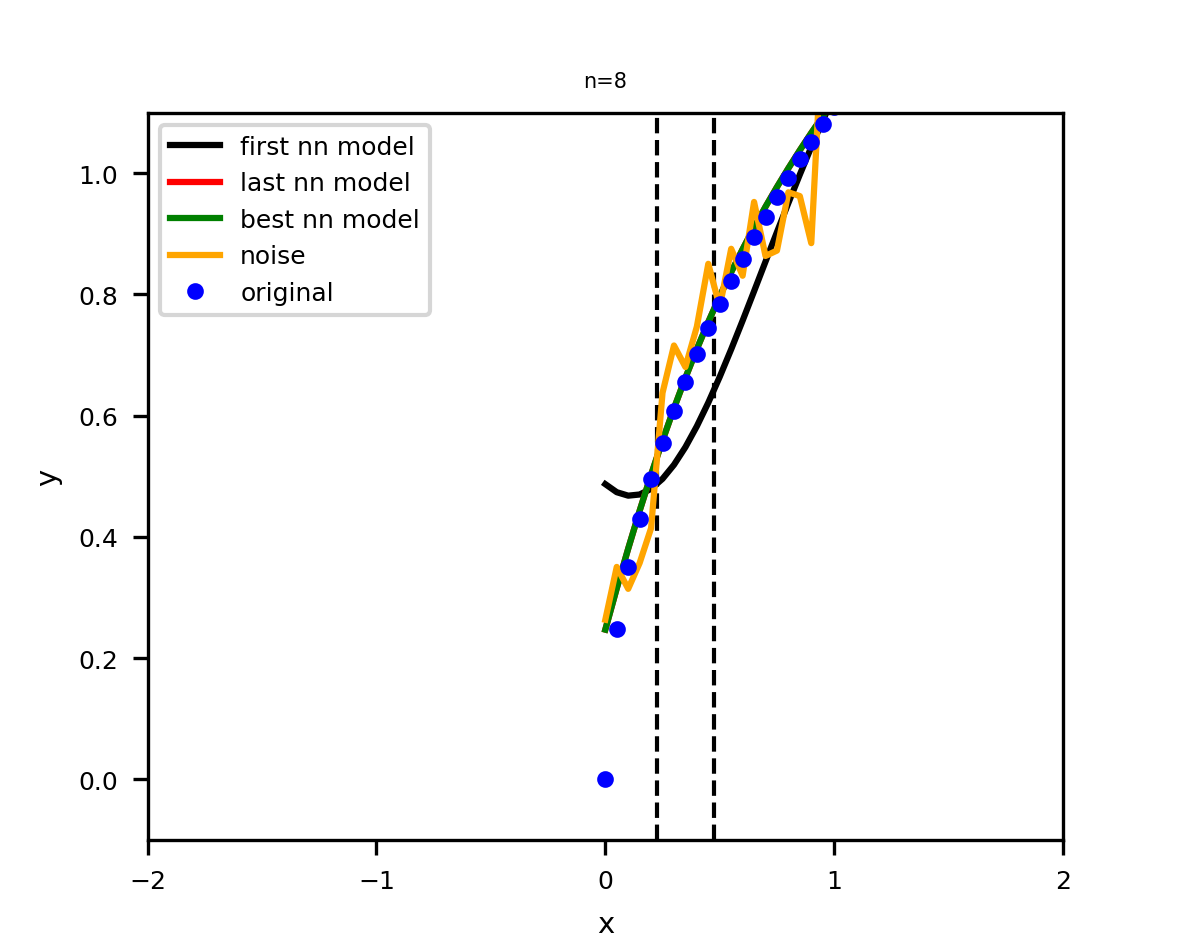 n=8
first nn model
last nn model
best nn model
noise
original
1.0
0.8
0.6
0.4
0.2
0.0
y
−2
−1
0
1
2
x